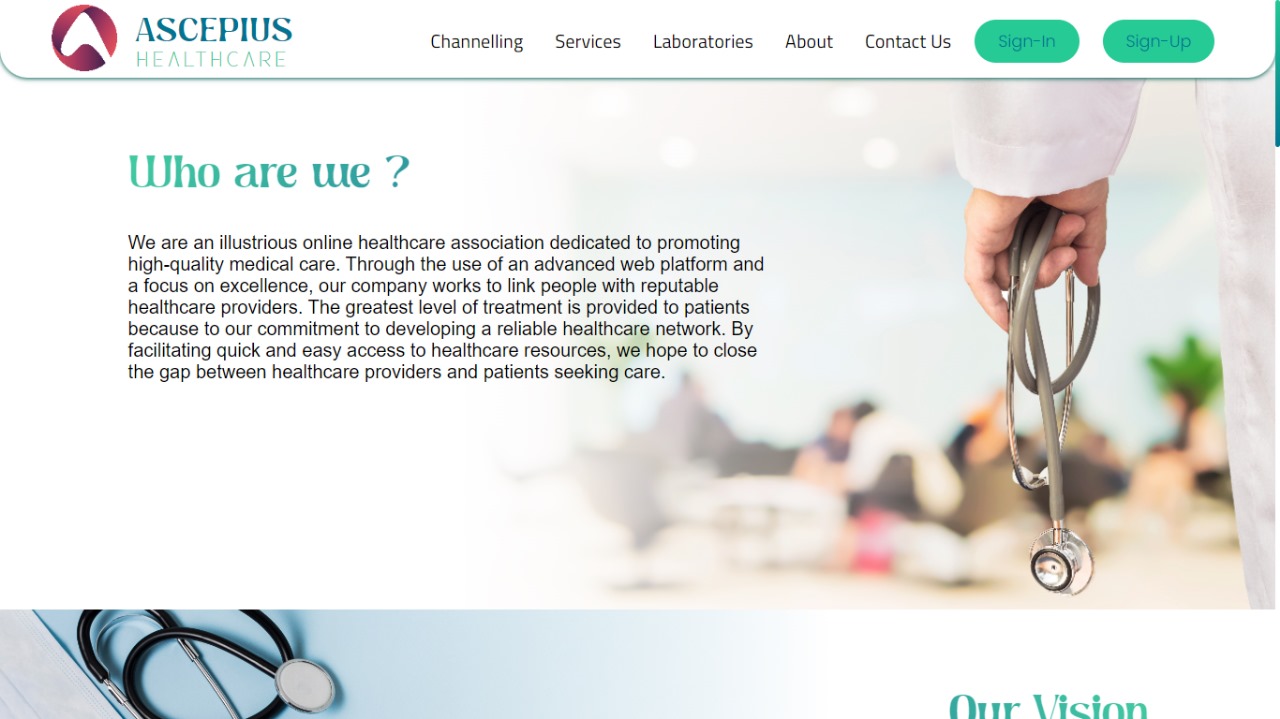 ASCEPIUS
HEALTHCARE
Channelling Services Laboratories About Contact Us Sign-In Sign-Up
Who are we ?
We are an illustrious online healthcare association dedicated to promoting
high-quality medical care. Through the use of an advanced web platform and
a focus on excellence, our company works to link people with reputable
healthcare providers. The greatest level of treatment is provided to patients
because to our commitment to developing a reliable healthcare network. By
facilitating quick and easy access to healthcare resources, we hope to close
the gap between healthcare providers and patients seeking care.
Our Vision